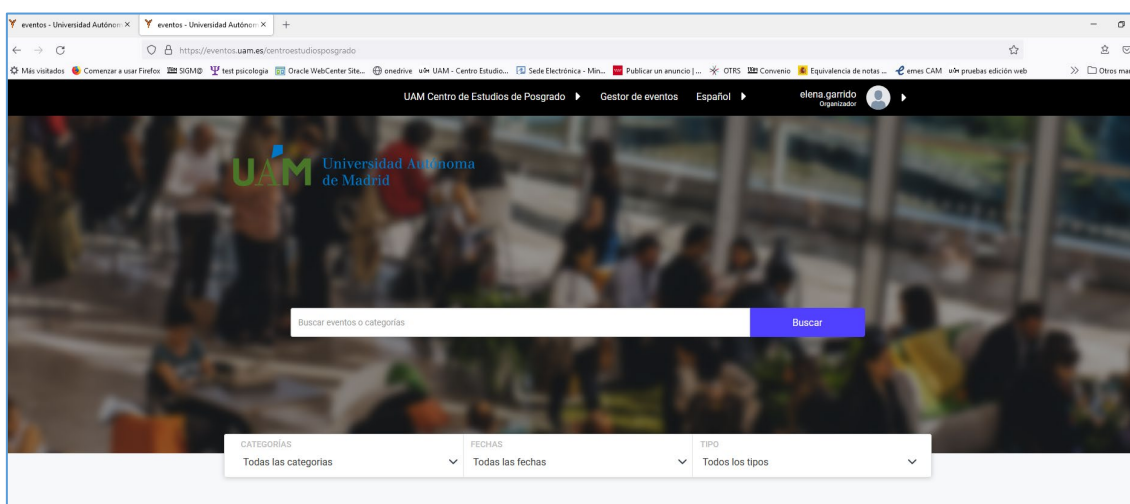 eventos - Universidad Autónom
eventos - Universidad Autónom
https://eventos.uam.es/centroestudiosposgrado
Más visitados Comenzar a usar Firefox SIGM@ test psicologia Oracle WebCenter Site... onedrive UAM - Centro Estudio... Sede Electrónica - Min... Publicar un anuncio |... OTRS Convenio Equivalencia de notas ... emes CAM pruebas edición web Otros mar
UAM Centro de Estudios de Posgrado Gestor de eventos Español elena.garrido
Organizador
UAM Universidad Autónoma
de Madrid
Buscar eventos o categorías Buscar
CATEGORÍAS FECHAS TIPO
Todas las categorias Todas las fechas Todos los tipos